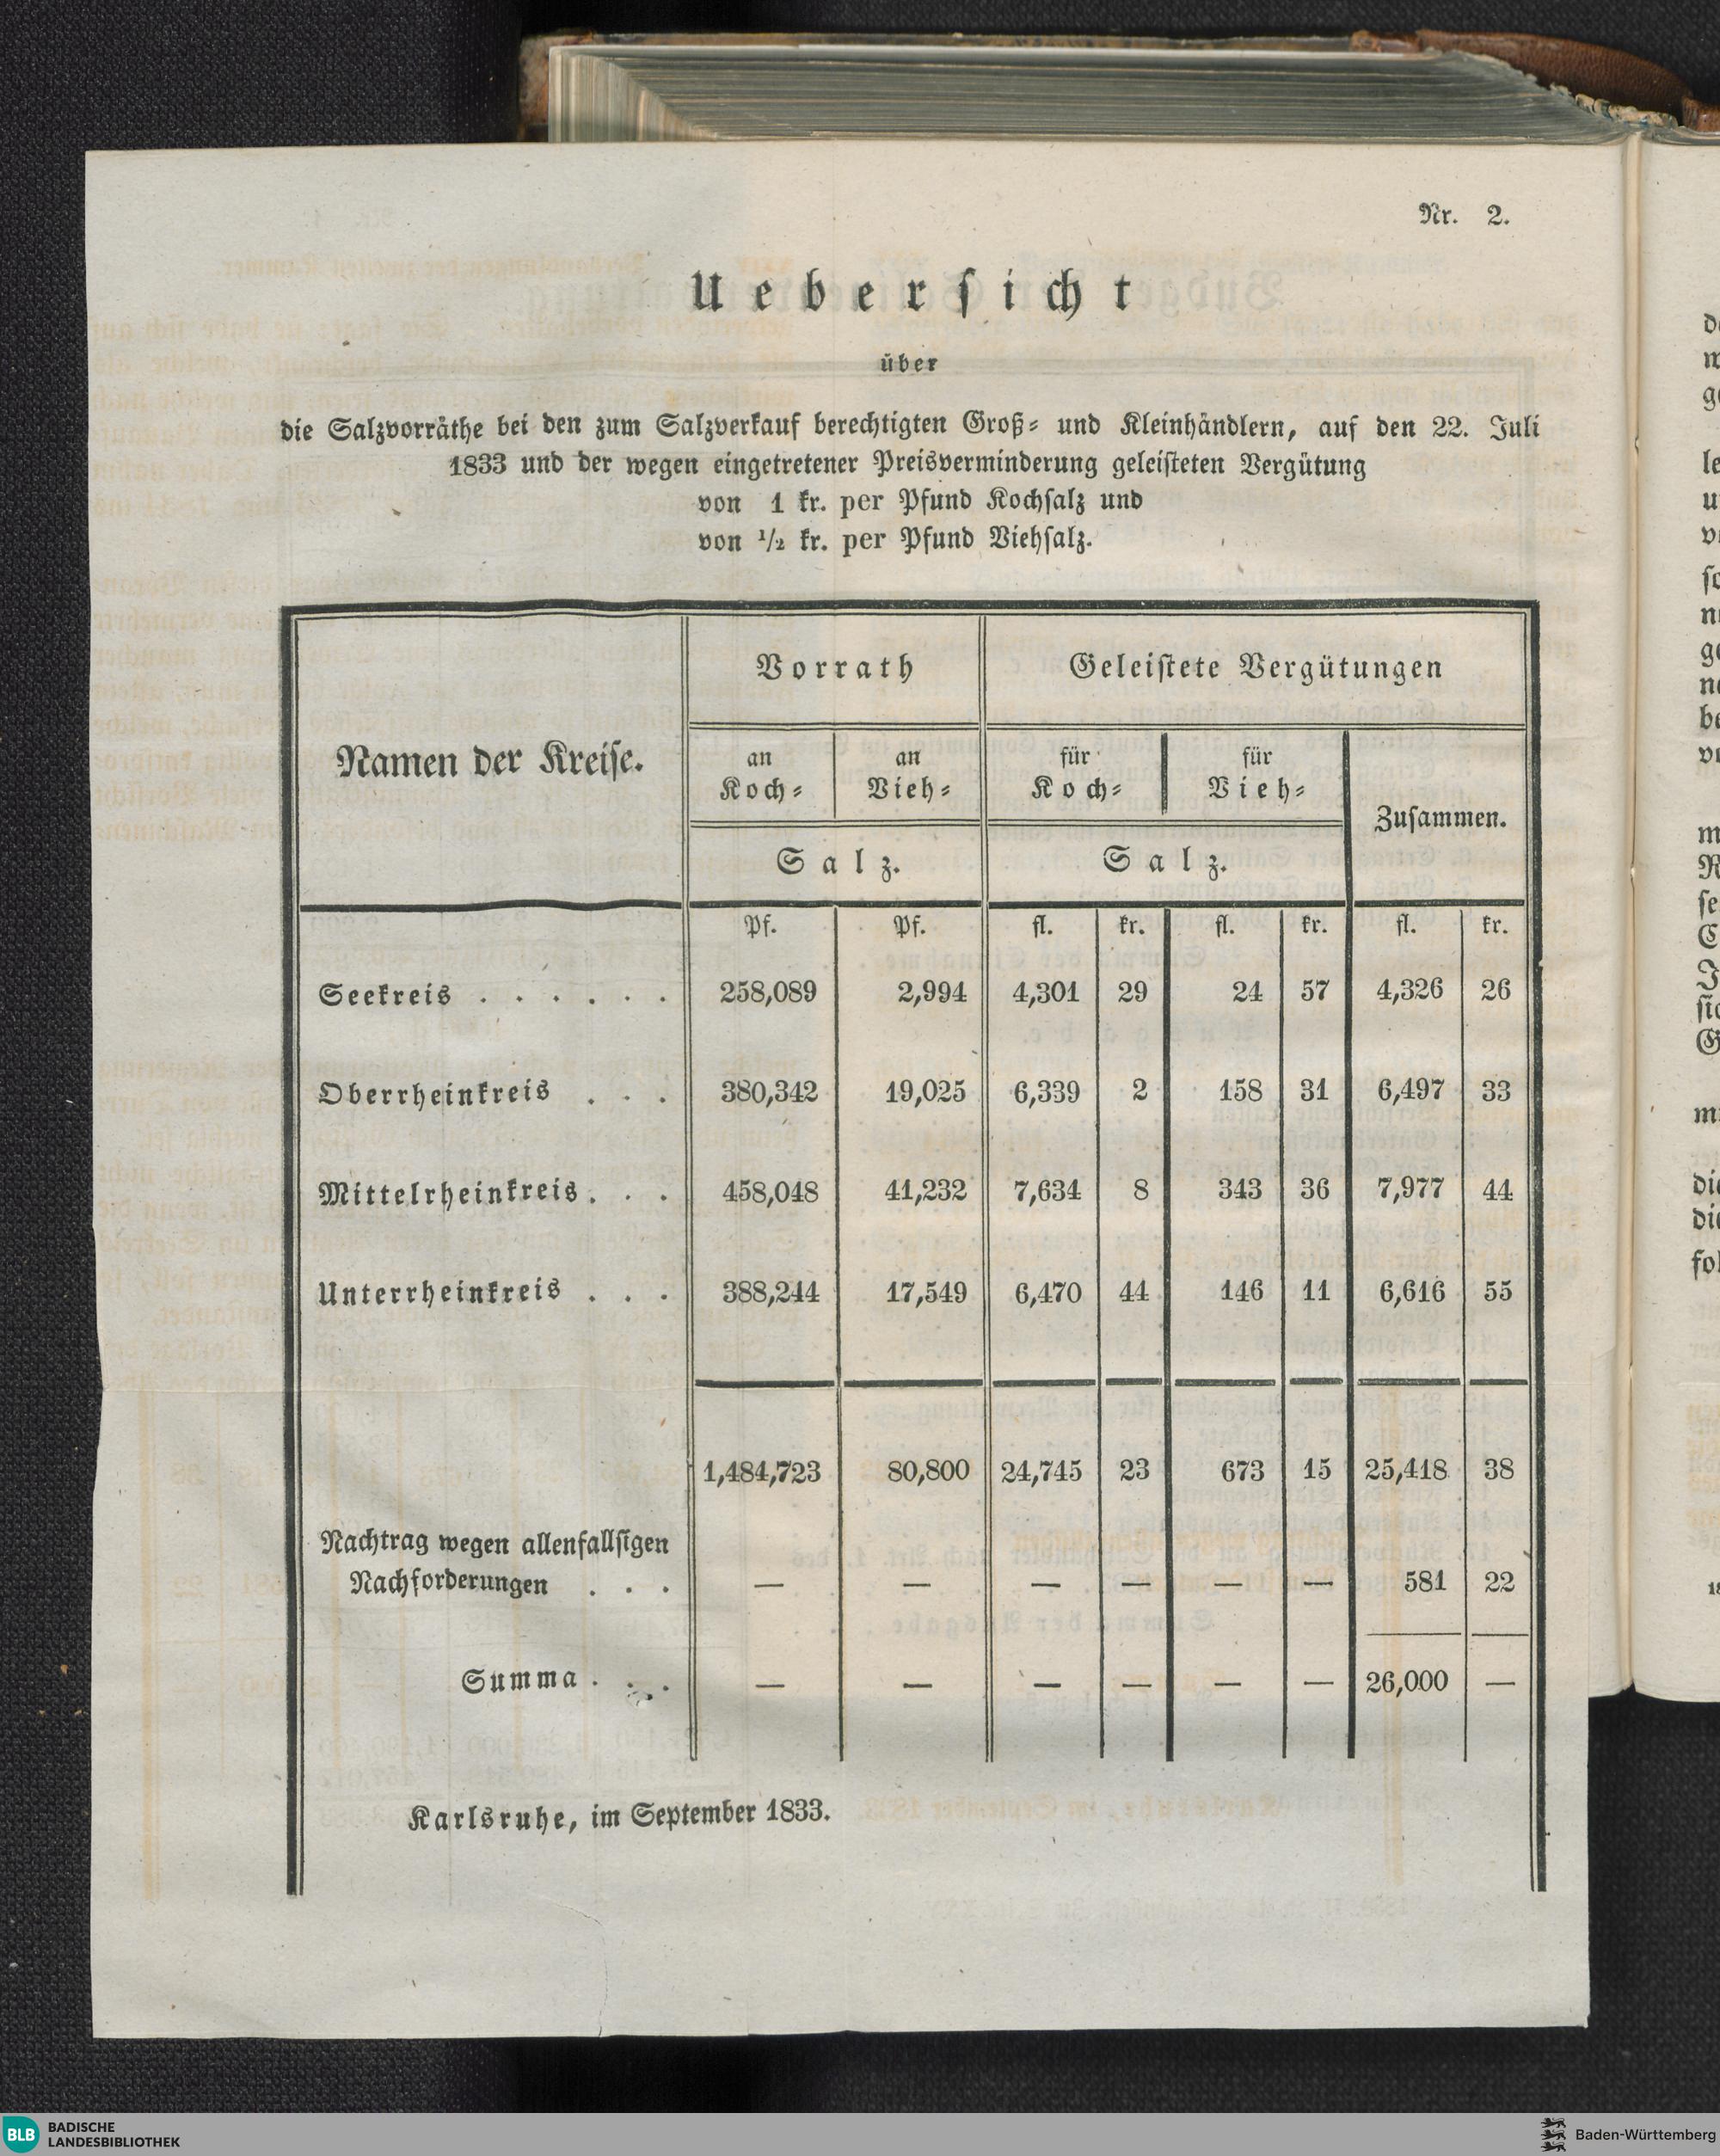 Nr. 2.
Uebersicht
über
die Salzvorräthe bei den zum Salzverkauf berechtigten Groß- und Kleinhändlern, auf den 22. Juli
1833 und der wegen eingetretener Preisverminderung geleisteten Vergütung
von 1 kr. per Pfund Kochsalz und
von 1/2 kr. per Pfund Viehsalz.
Namen der Kreise. Vorrath Geleistete Vergütungen
an Koch- an Vieh- für Koch- für Vieh- Zusammen.
Salz. Salz.
Pf. Pf. fl. kr. fl. kr. fl. kr.
Seekreis . . . . . . 258,089 2,994 4,301 29 24 57 4,326 26
Oberrheinkreis . . . 380,342 19,025 6,339 2 158 31 6,497 33
Mittelrheinkreis . . . 458,048 41,232 7,634 8 343 36 7,977 44
Unterrheinkreis . . . 388,244 17,549 6,470 44 146 11 6,616 55
1,484,723 80,800 24,745 23 673 15 25,418 38
Nachtrag wegen allenfallsigen
Nachforderungen . . . — — — — — — 581 22
Summa . . . — — — — — — 26,000 —
Karlsruhe, im September 1833.
BLB BADISCHE
LANDESBIBLIOTHEK
Baden-Württemberg